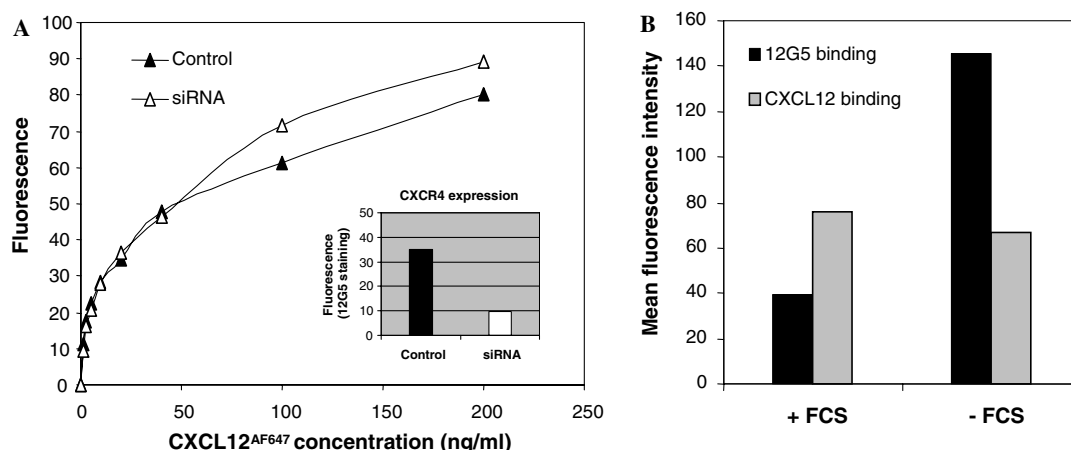 A
100
90
80
70
60
50
40
30
20
10
0
Fluorescence
Control
siRNA
CXCR4 expression
50
40
30
20
10
0
Fluorescence
(12G5 staining)
Control siRNA
0 50 100 150 200 250
CXCL12AF647 concentration (ng/ml)
B
160
140
120
100
80
60
40
20
0
Mean fluorescence intensity
12G5 binding
CXCL12 binding
+ FCS - FCS